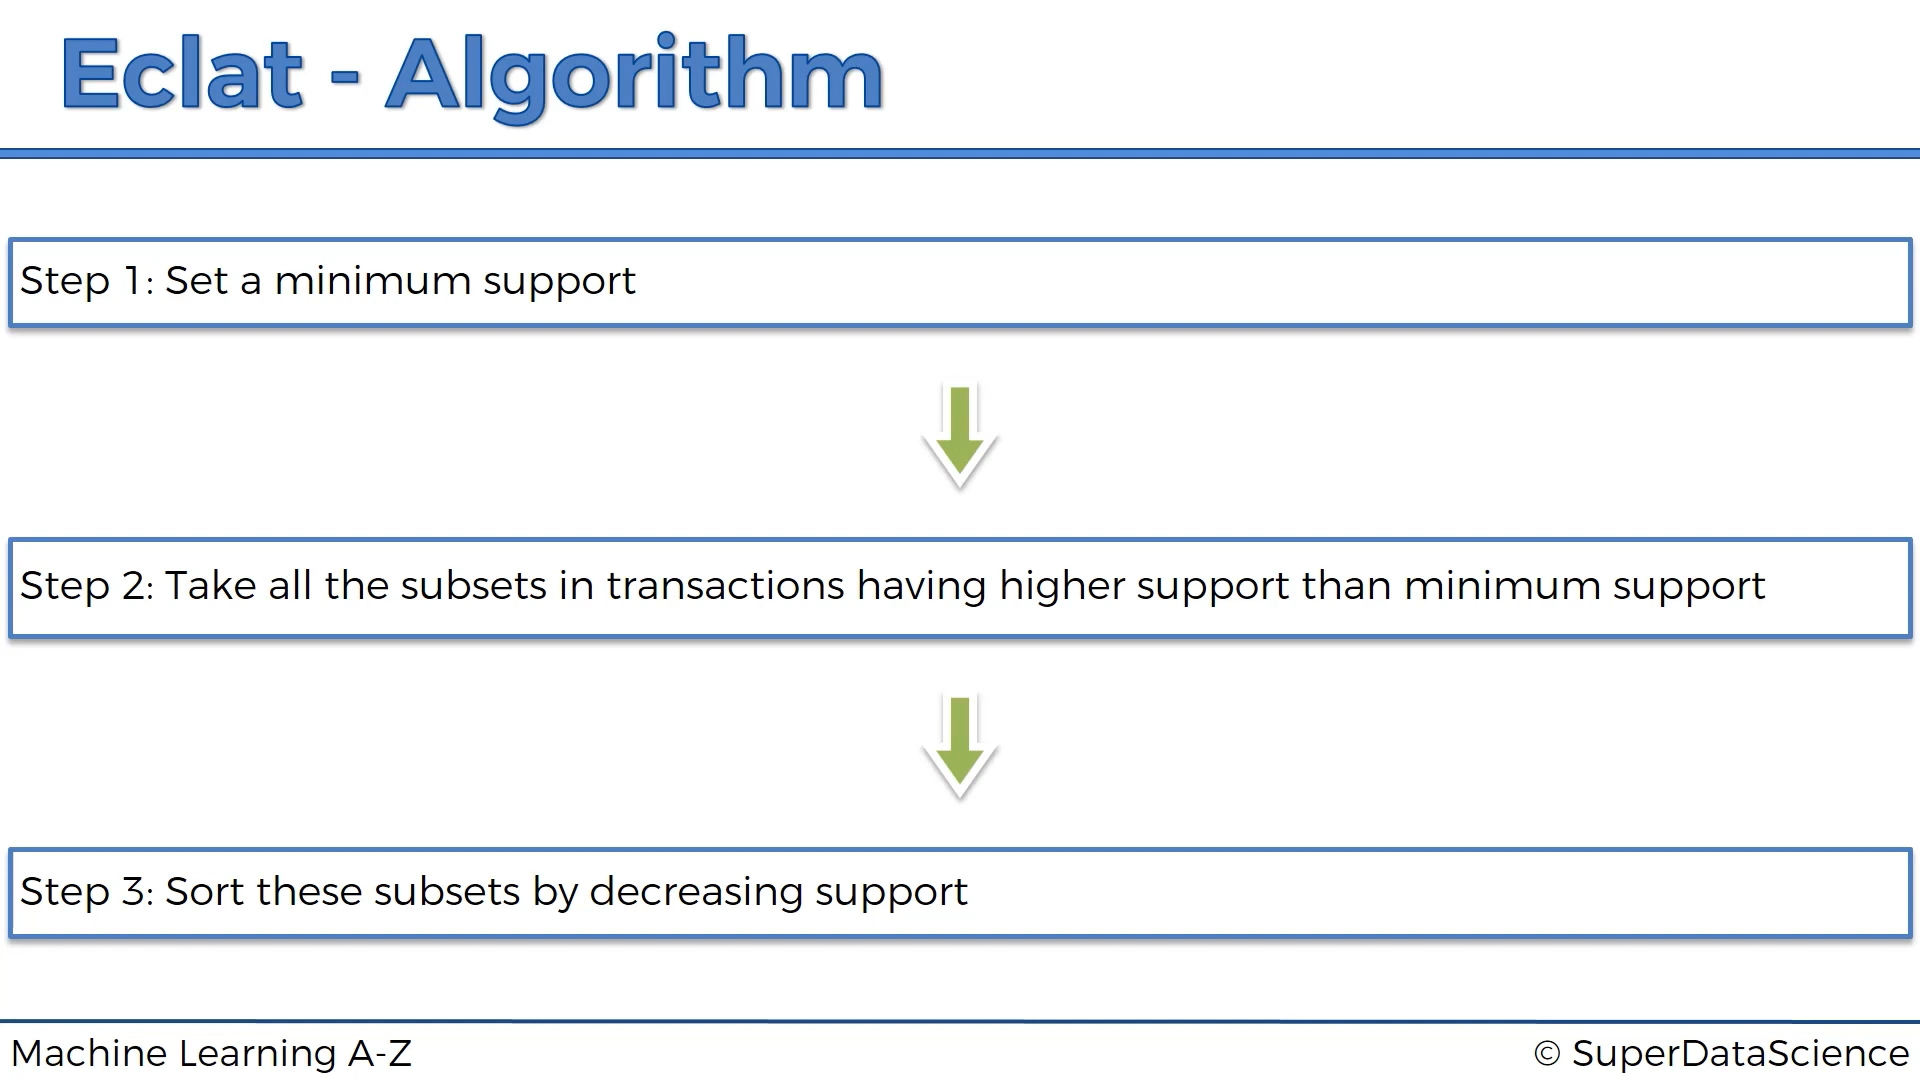 Eclat - Algorithm
Step 1: Set a minimum support
Step 2: Take all the subsets in transactions having higher support than minimum support
Step 3: Sort these subsets by decreasing support
Machine Learning A-Z
© SuperDataScience